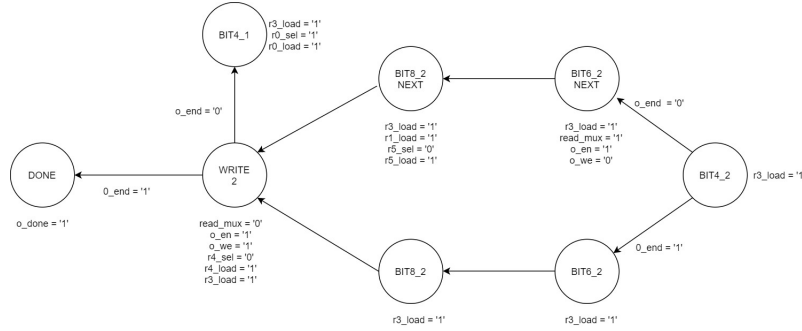 BIT4_1
r3_load = '1'
r0_sel = '1'
r0_load = '1'
o_end = '0'
DONE
o_done = '1'
0_end = '1'
WRITE
2
read_mux = '0'
o_en = '1'
o_we = '1'
r4_sel = '0'
r4_load = '1'
r3_load = '1'
BIT8_2
NEXT
r3_load = '1'
r1_load = '1'
r5_sel = '0'
r5_load = '1'
BIT6_2
NEXT
r3_load = '1'
read_mux = '1'
o_en = '1'
o_we = '0'
o_end = '0'
BIT4_2
r3_load = '1
0_end = '1'
BIT8_2
r3_load = '1'
BIT6_2
r3_load = '1'